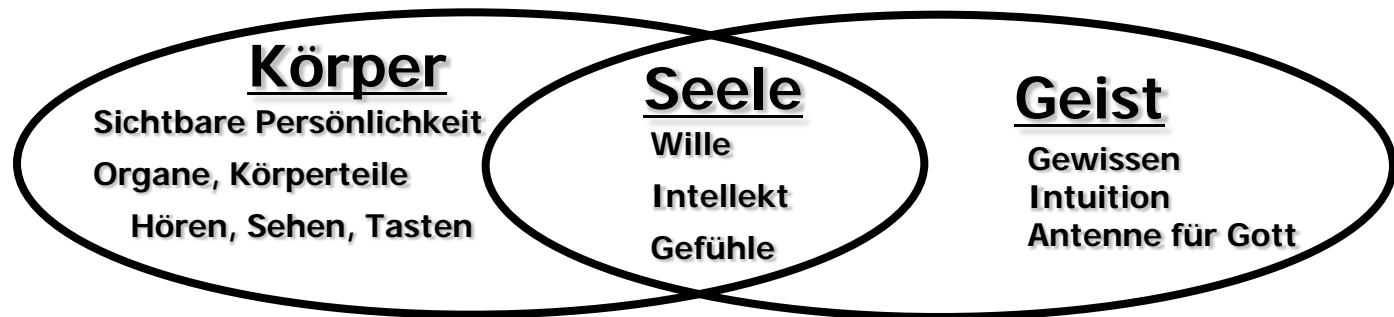 Körper
Sichtbare Persönlichkeit
Organe, Körperteile
Hören, Sehen, Tasten
Seele
Wille
Intellekt
Gefühle
Geist
Gewissen
Intuition
Antenne für Gott